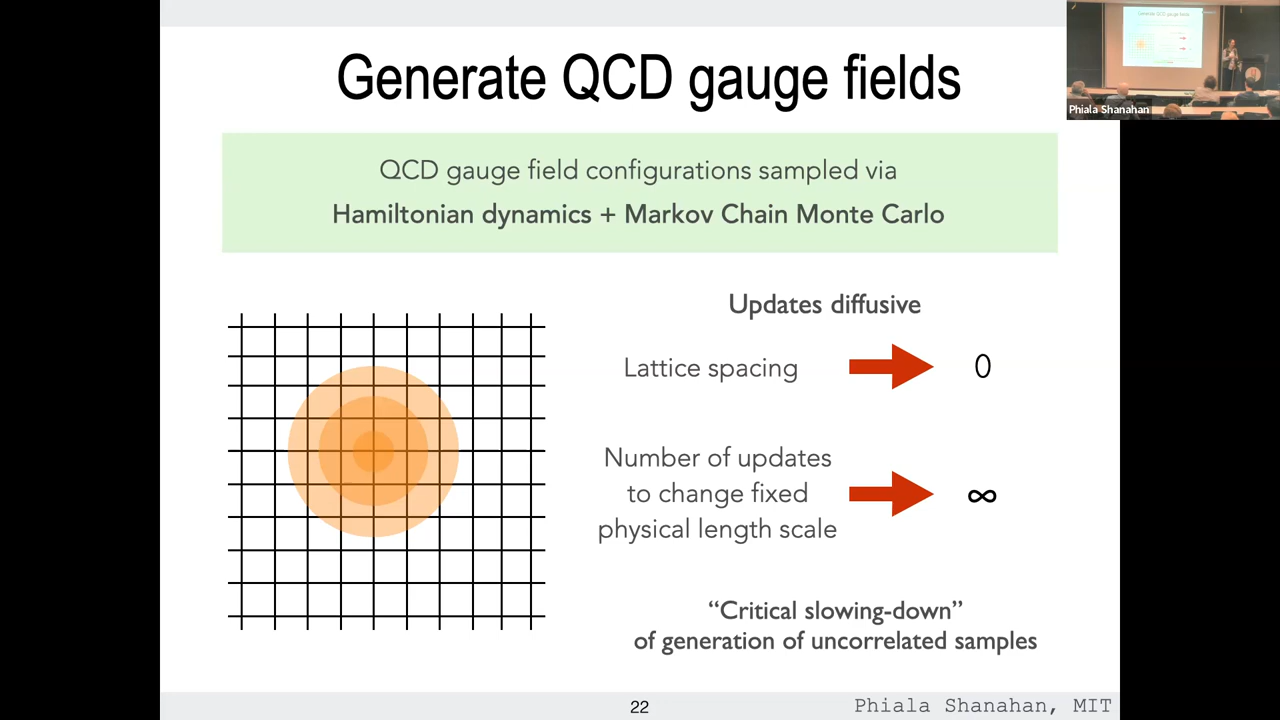 Generate QCD gauge fields
Phiala Shanahan
QCD gauge field configurations sampled via
Hamiltonian dynamics + Markov Chain Monte Carlo
Updates diffusive
Lattice spacing
0
Number of updates
to change fixed
physical length scale
∞
“Critical slowing-down”
of generation of uncorrelated samples
22
Phiala Shanahan, MIT